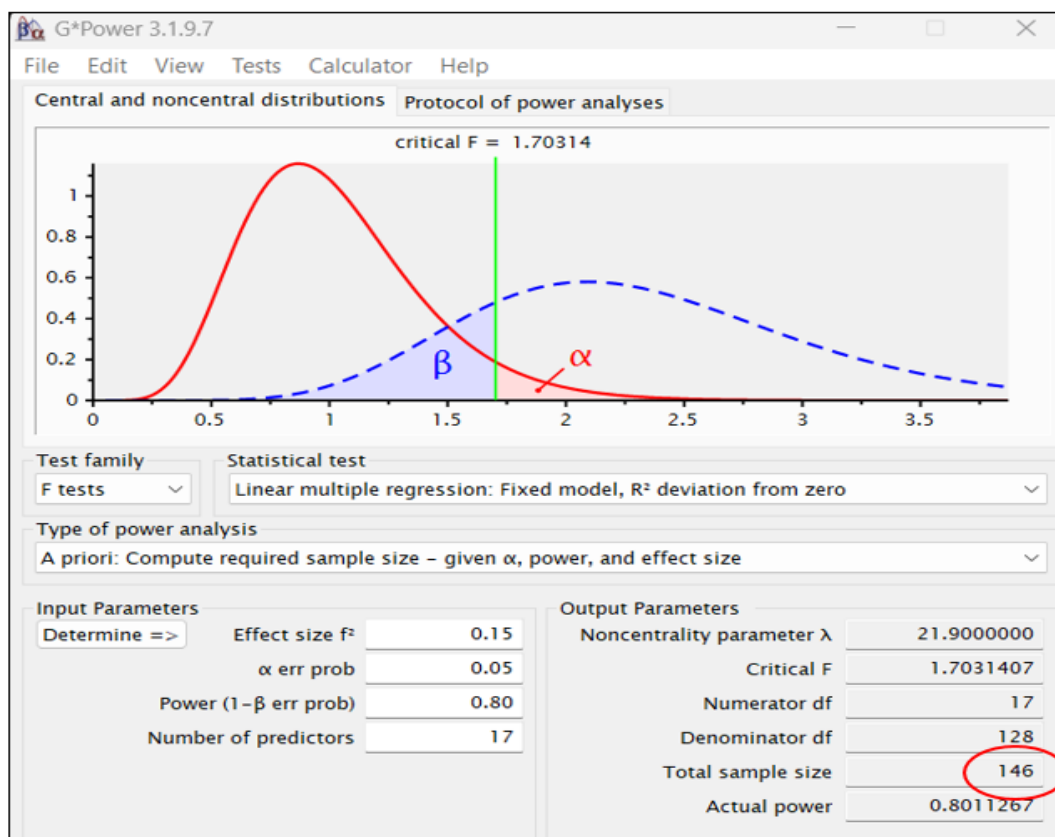 G*Power 3.1.9.7
File Edit View Tests Calculator Help
Central and noncentral distributions Protocol of power analyses
critical F = 1.70314
1
0.8
0.6
0.4
0.2
0
β
α
0 0.5 1 1.5 2 2.5 3 3.5
Test family Statistical test
F tests Linear multiple regression: Fixed model, R² deviation from zero
Type of power analysis
A priori: Compute required sample size – given α, power, and effect size
Input Parameters Output Parameters
Determine => Effect size f² 0.15 Noncentrality parameter λ 21.9000000
α err prob 0.05 Critical F 1.7031407
Power (1-β err prob) 0.80 Numerator df 17
Number of predictors 17 Denominator df 128
Total sample size 146
Actual power 0.8011267